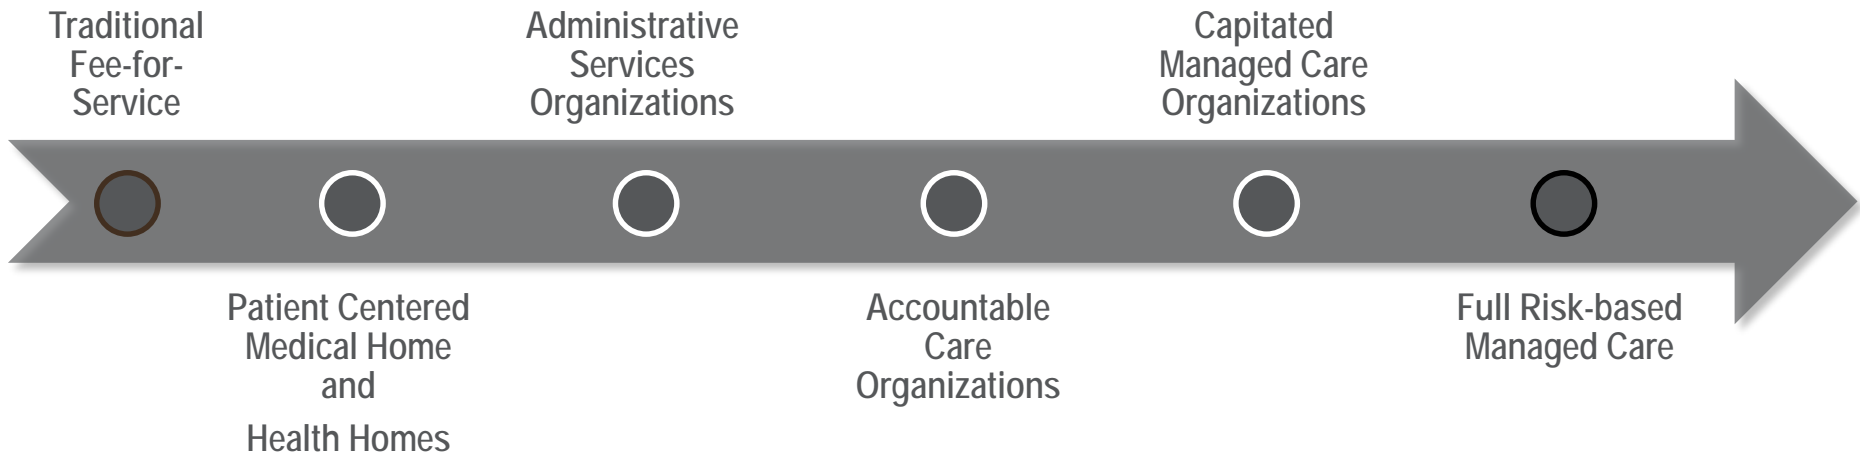 Traditional
Fee-for-
Service
Administrative
Services
Organizations
Capitated
Managed Care
Organizations
Patient Centered
Medical Home
and
Health Homes
Accountable
Care
Organizations
Full Risk-based
Managed Care